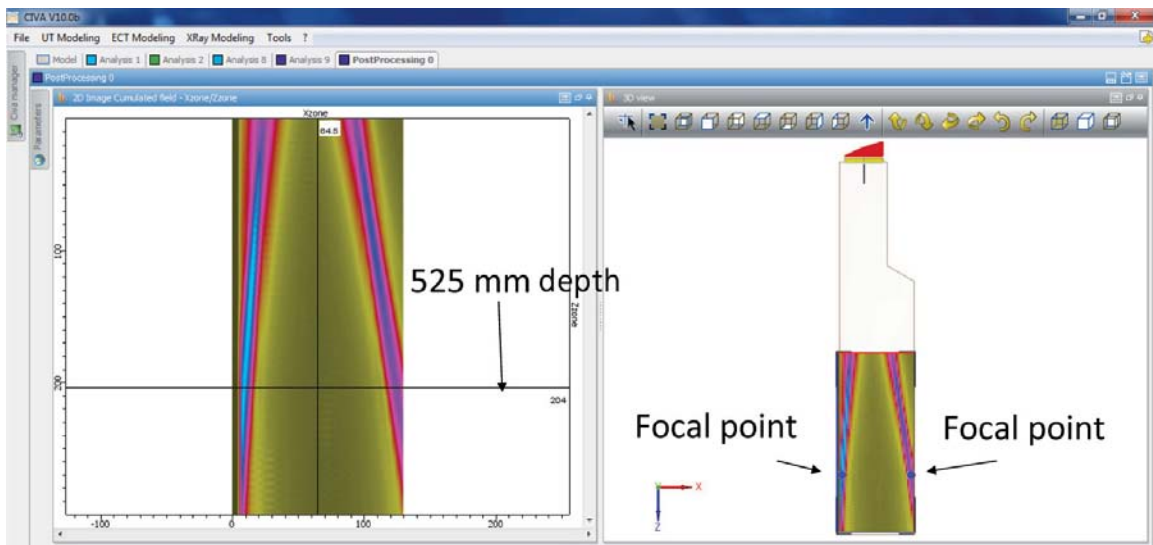 CIVA V10.0b
File UT Modeling ECT Modeling XRay Modeling Tools ?
Model Analysis 1 Analysis 2 Analysis 8 Analysis 9 PostProcessing 0
Civa manager
PostProcessing 0
Parameters
2D Image Cumulated field - Xzone/Zzone
3D view
Xzone
64.5
100
525 mm depth
Zzone
200
204
Focal point
Focal point
X
Y
Z
-100 0 100 200